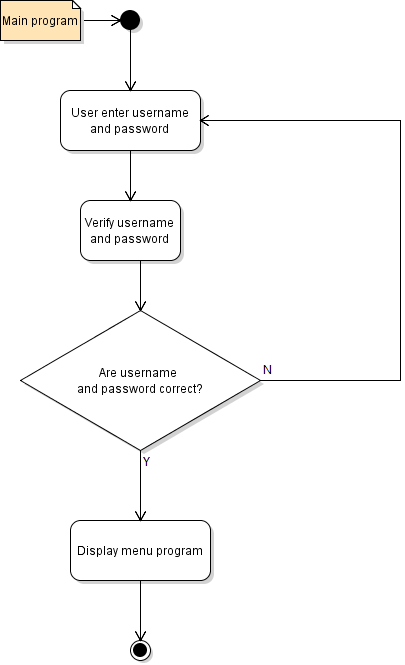 Main program
User enter username
and password
Verify username
and password
Are username
and password correct?
N
Y
Display menu program